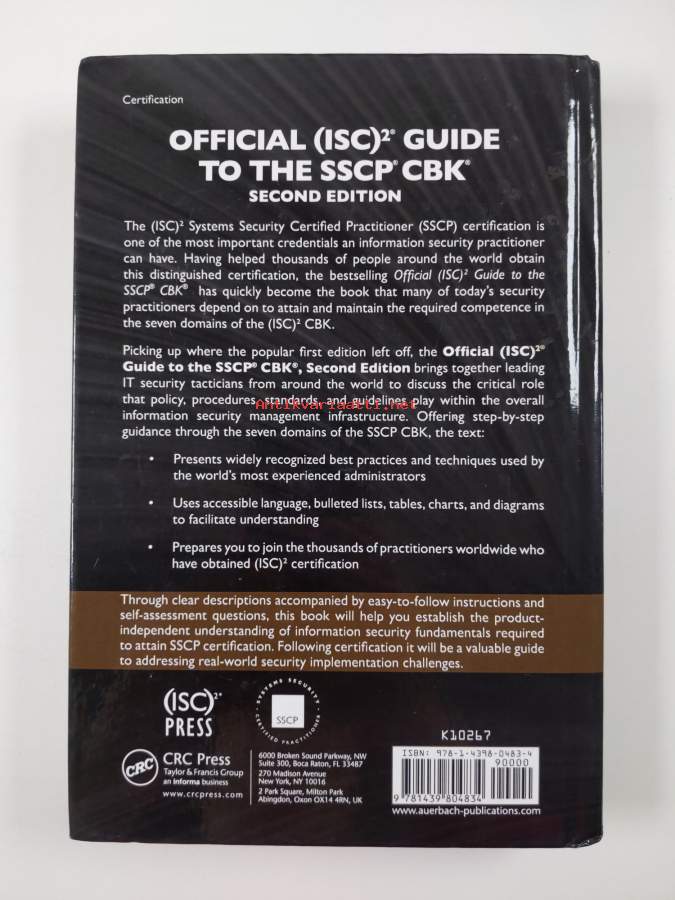 Certification
OFFICIAL (ISC)²® GUIDE
TO THE SSCP® CBK®
SECOND EDITION
The (ISC)² Systems Security Certified Practitioner (SSCP) certification is
one of the most important credentials an information security practitioner
can have. Having helped thousands of people around the world obtain
this distinguished certification, the bestselling Official (ISC)² Guide to the
SSCP® CBK® has quickly become the book that many of today's security
practitioners depend on to attain and maintain the required competence in
the seven domains of the (ISC)² CBK.
Picking up where the popular first edition left off, the Official (ISC)²®
Guide to the SSCP® CBK®, Second Edition brings together leading
IT security tacticians from around the world to discuss the critical role
that policy, procedures, standards, and guidelines play within the overall
Antikvariaatti.net
information security management infrastructure. Offering step-by-step
guidance through the seven domains of the SSCP CBK, the text:
• Presents widely recognized best practices and techniques used by
the world's most experienced administrators
• Uses accessible language, bulleted lists, tables, charts, and diagrams
to facilitate understanding
• Prepares you to join the thousands of practitioners worldwide who
have obtained (ISC)² certification
Through clear descriptions accompanied by easy-to-follow instructions and
self-assessment questions, this book will help you establish the product-
independent understanding of information security fundamentals required
to attain SSCP certification. Following certification it will be a valuable guide
to addressing real-world security implementation challenges.
(ISC)²®
PRESS
SYSTEMS SECURITY
SSCP
CERTIFIED PRACTITIONER
CRC
CRC Press
Taylor & Francis Group
an informa business
www.crcpress.com
6000 Broken Sound Parkway, NW
Suite 300, Boca Raton, FL 33487
270 Madison Avenue
New York, NY 10016
2 Park Square, Milton Park
Abingdon, Oxon OX14 4RN, UK
K10267
ISBN: 978-1-4398-0483-4
90000
9 781439 804834
www.auerbach-publications.com